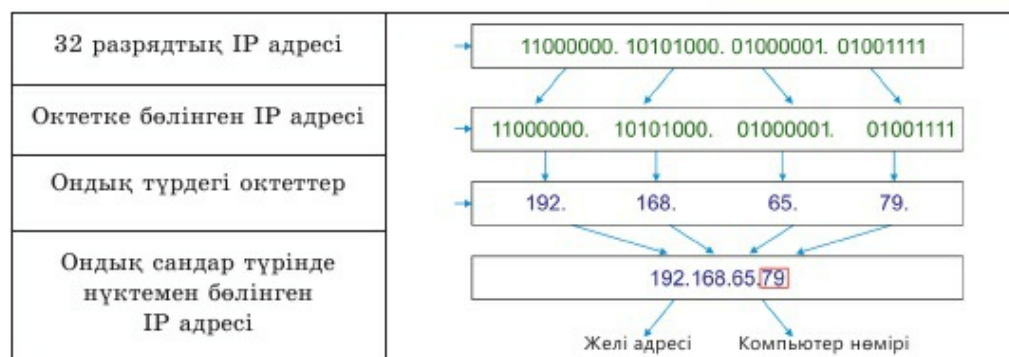 32 разрядтық IP адресі
11000000. 10101000. 01000001. 01001111
Октетке бөлінген IP адресі
11000000. 10101000. 01000001. 01001111
Ондық түрдегі октеттер
192. 168. 65. 79.
Ондық сандар түрінде
нүктемен бөлінген
IP адресі
192.168.65.79
Желі адресі Компьютер нөмірі